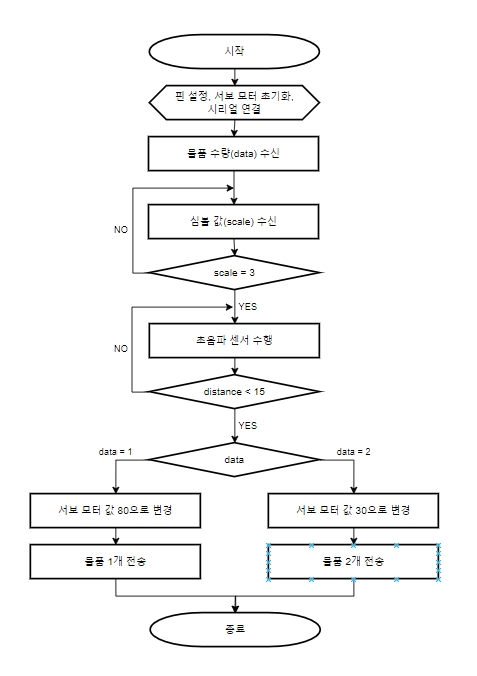 시작
핀 설정, 서보 모터 초기화,
시리얼 연결
물품 수량(data) 수신
심볼 값(scale) 수신
NO
scale = 3
YES
초음파 센서 수행
NO
distance < 15
YES
data = 1
data
data = 2
서보 모터 값 80으로 변경
서보 모터 값 30으로 변경
물품 1개 전송
물품 2개 전송
종료